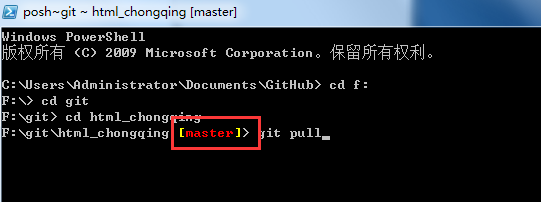 posh~git ~ html_chongqing [master]
Windows PowerShell
版权所有 (C) 2009 Microsoft Corporation。保留所有权利。
C:\Users\Administrator\Documents\GitHub> cd f:
F:\> cd git
F:\git> cd html_chongqing
F:\git\html_chongqing [master]> git pull